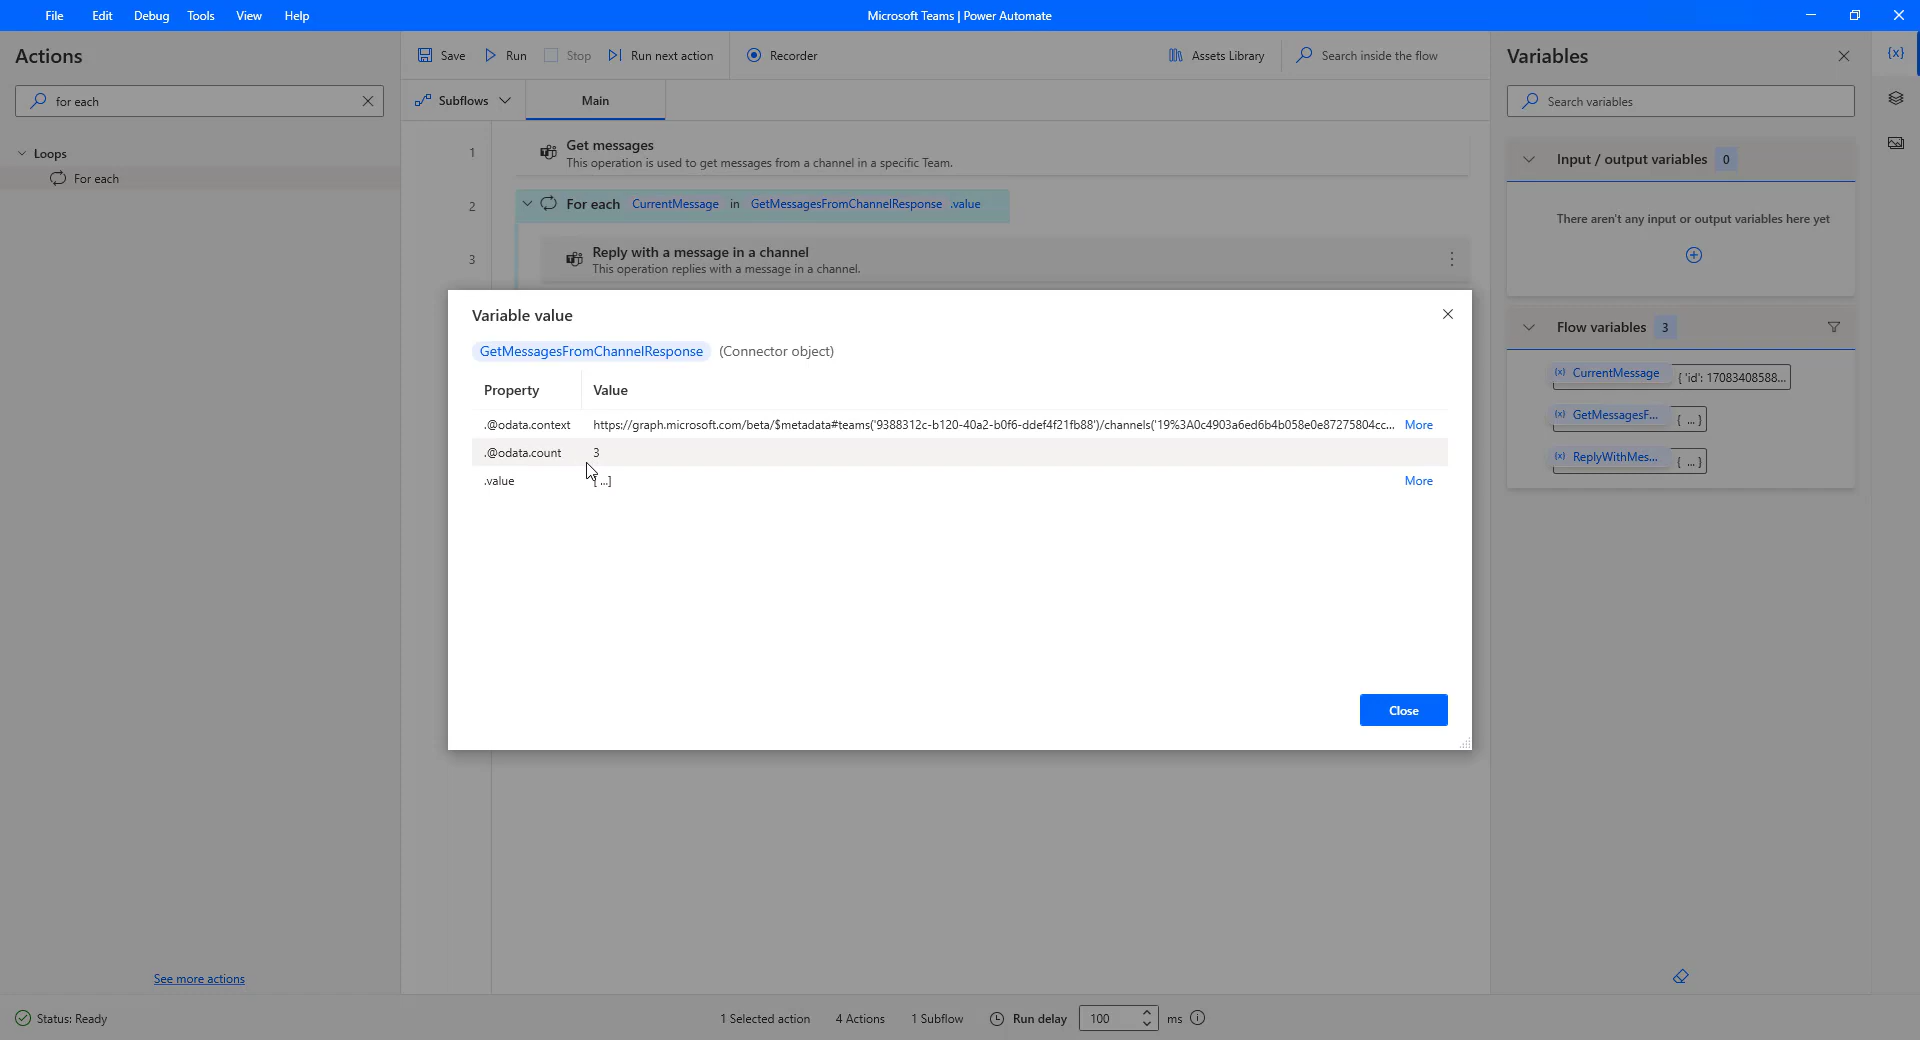 File Edit Debug Tools View Help
Microsoft Teams | Power Automate
Actions
for each
Loops
For each
See more actions
Save Run Stop Run next action Recorder
Assets Library Search inside the flow
Subflows Main
1 Get messages
This operation is used to get messages from a channel in a specific Team.
2 For each CurrentMessage in GetMessagesFromChannelResponse .value
3 Reply with a message in a channel
This operation replies with a message in a channel.
Variable value
GetMessagesFromChannelResponse (Connector object)
Property Value
.@odata.context https://graph.microsoft.com/beta/$metadata#teams('9388312c-b120-40a2-b0f6-ddef4f21fb88')/channels('19%3A0c4903a6ed6b4b058e0e87275804cc... More
.@odata.count 3
.value [ ...] More
Close
Variables
{x}
Search variables
Input / output variables 0
There aren't any input or output variables here yet
Flow variables 3
(x) CurrentMessage { 'id': 17083408588...
(x) GetMessagesF... { ... }
(x) ReplyWithMes... { ... }
Status: Ready
1 Selected action 4 Actions 1 Subflow Run delay 100 ms